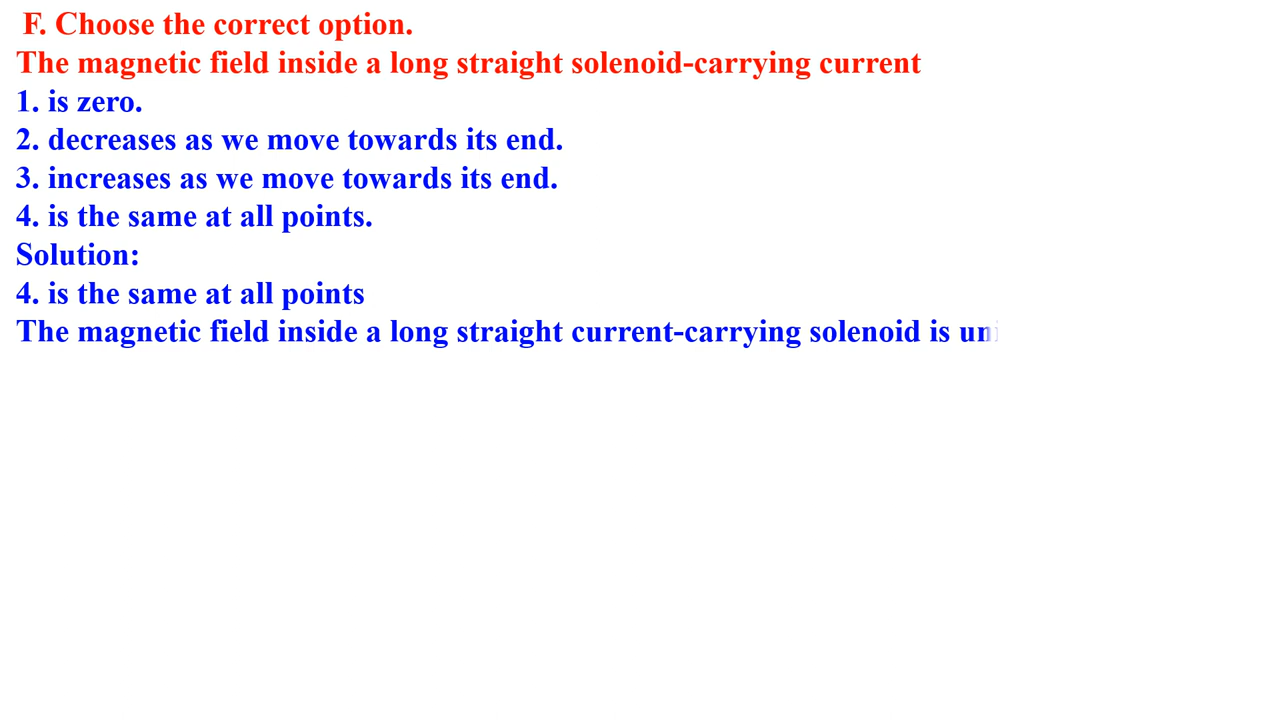 F. Choose the correct option.
The magnetic field inside a long straight solenoid-carrying current
1. is zero.
2. decreases as we move towards its end.
3. increases as we move towards its end.
4. is the same at all points.
Solution:
4. is the same at all points
The magnetic field inside a long straight current-carrying solenoid is